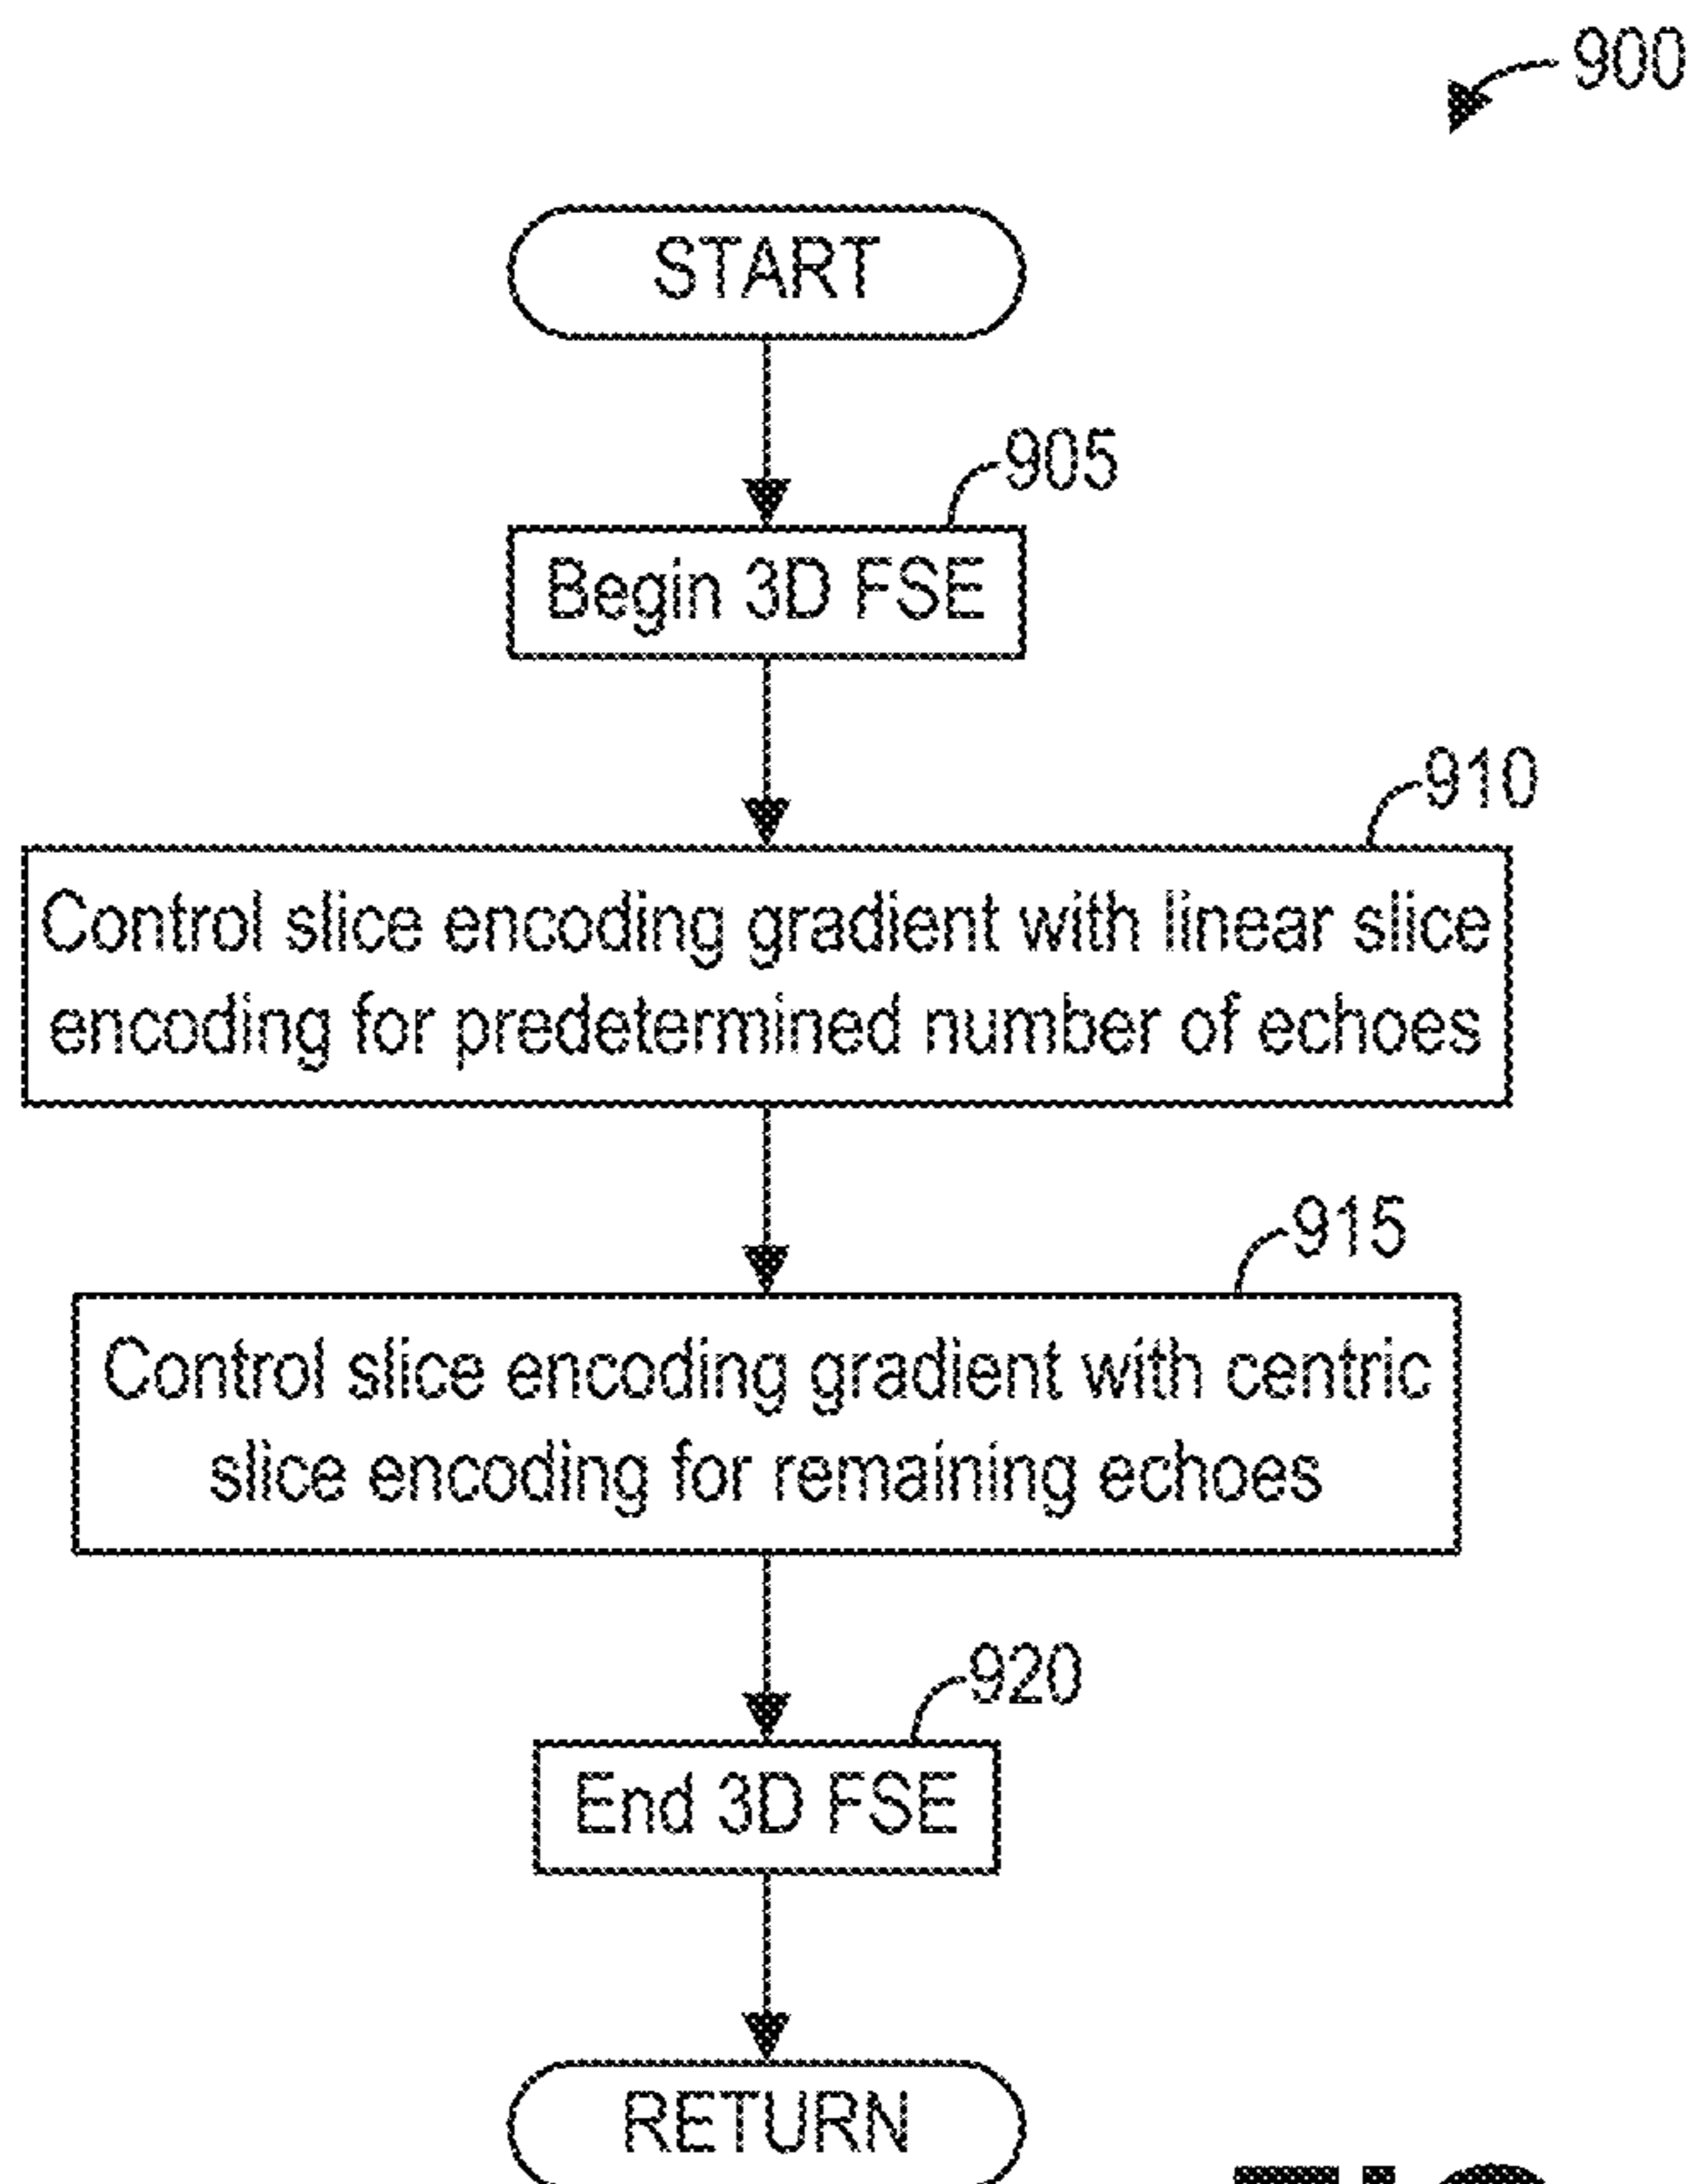 900
START
905
Begin 3D FSE
910
Control slice encoding gradient with linear slice
encoding for predetermined number of echoes
915
Control slice encoding gradient with centric
slice encoding for remaining echoes
920
End 3D FSE
RETURN